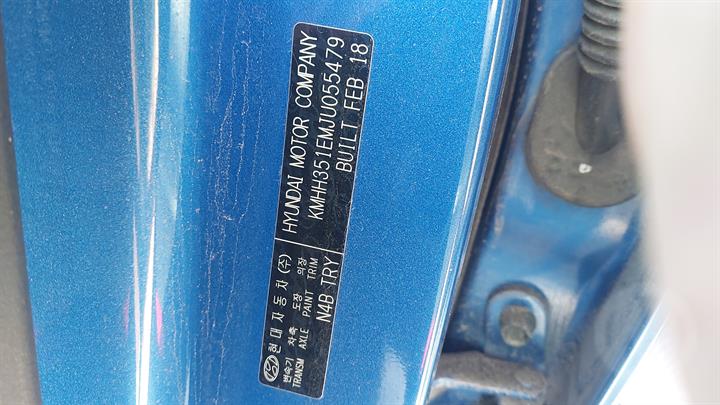 현대자동차(주) HYUNDAI MOTOR COMPANY
변속기 차축 도장 의장 KMHH351EMJU055479
TRANSM AXLE PAINT TRIM BUILT FEB 18
N4B TRY